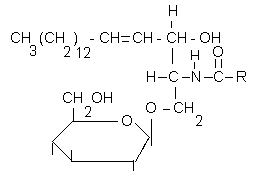 H
CH3(CH2)12-CH=CH-C-OH
H O
H-C-N-C-R
CH2OH O-CH2
O